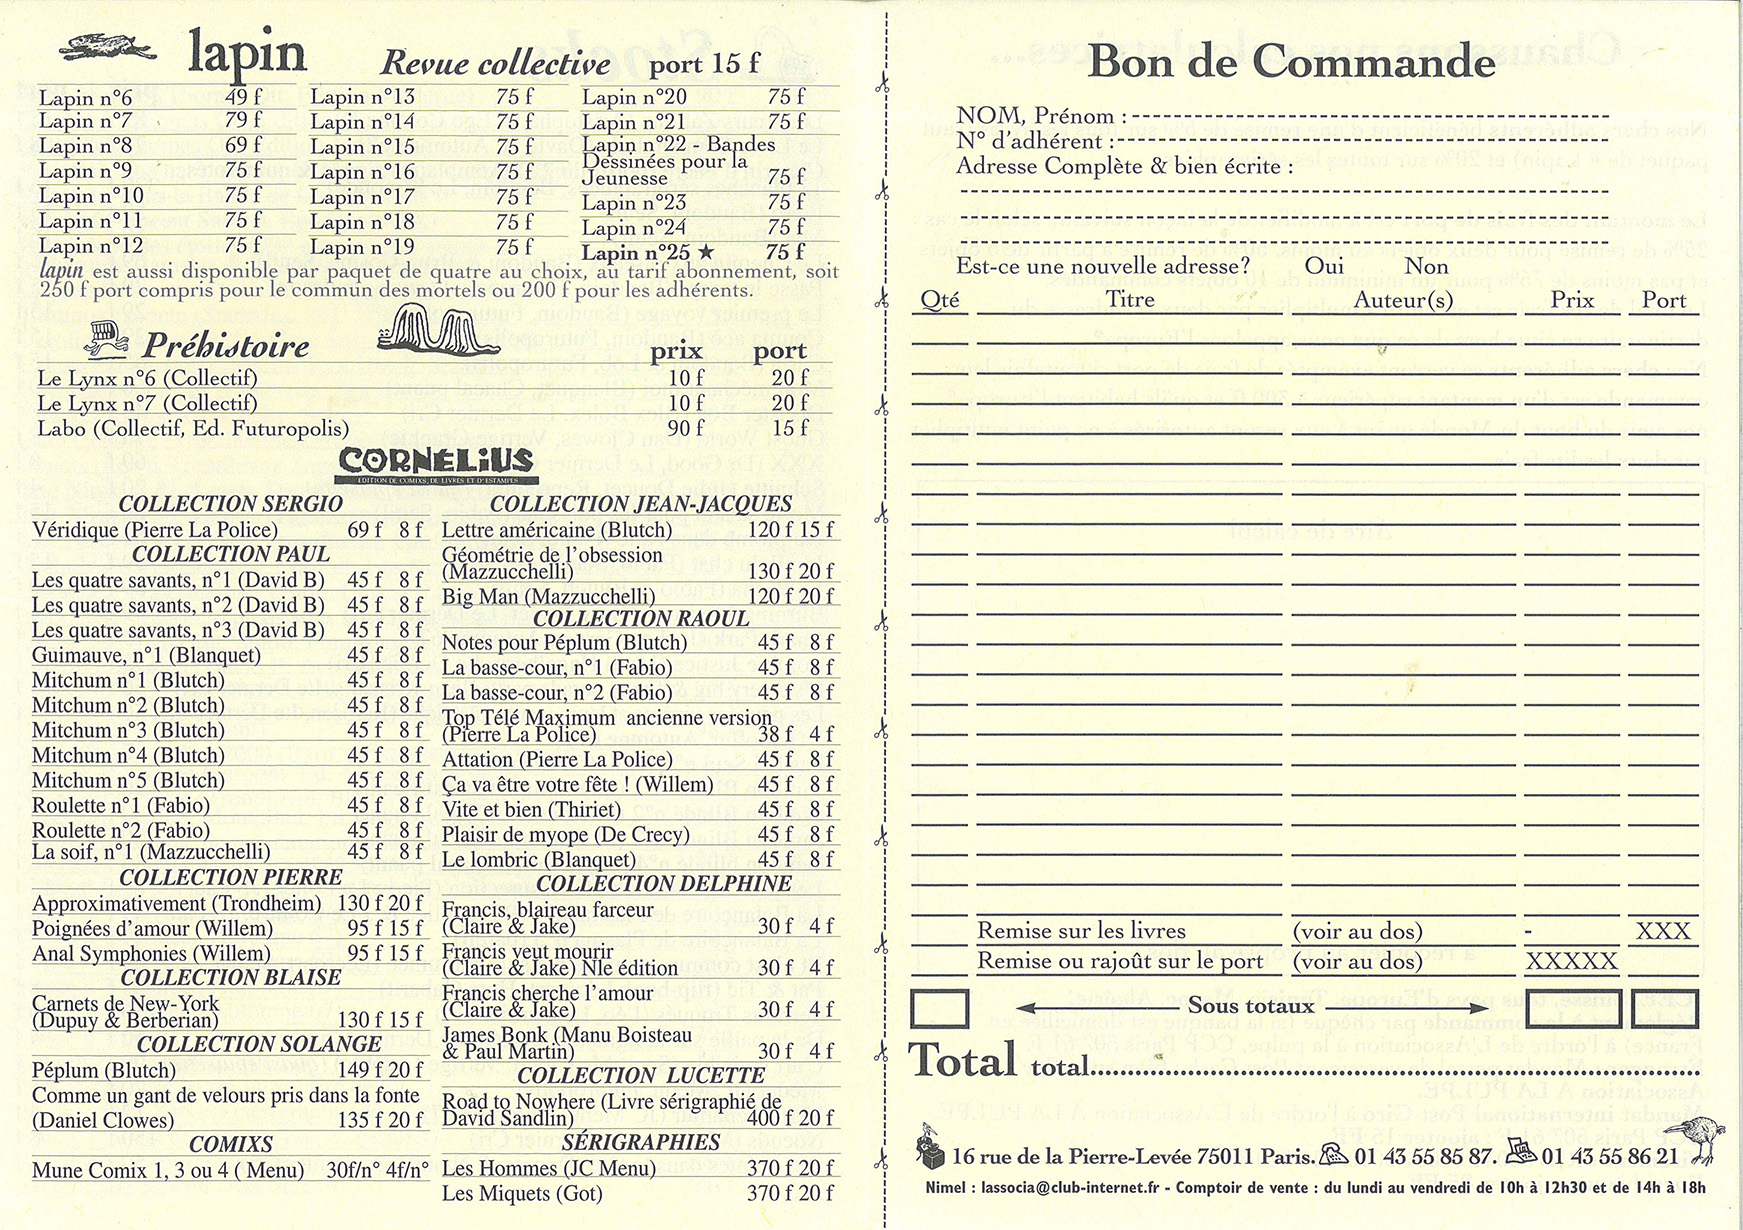 lapin Revue collective port 15 f
Lapin n°6 49 f
Lapin n°7 79 f
Lapin n°8 69 f
Lapin n°9 75 f
Lapin n°10 75 f
Lapin n°11 75 f
Lapin n°12 75 f
Lapin n°13 75 f
Lapin n°14 75 f
Lapin n°15 75 f
Lapin n°16 75 f
Lapin n°17 75 f
Lapin n°18 75 f
Lapin n°19 75 f
Lapin n°20 75 f
Lapin n°21 75 f
Lapin n°22 - Bandes
Dessinées pour la
Jeunesse 75 f
Lapin n°23 75 f
Lapin n°24 75 f
Lapin n°25 ★ 75 f
lapin est aussi disponible par paquet de quatre au choix, au tarif abonnement, soit
250 f port compris pour le commun des mortels ou 200 f pour les adhérents.
Préhistoire prix port
Le Lynx n°6 (Collectif) 10 f 20 f
Le Lynx n°7 (Collectif) 10 f 20 f
Labo (Collectif, Ed. Futuropolis) 90 f 15 f
CORNELIUS
EDITION DE COMIXS, DE LIVRES ET D'ESTAMPES
COLLECTION SERGIO
Véridique (Pierre La Police) 69 f 8 f
COLLECTION PAUL
Les quatre savants, n°1 (David B) 45 f 8 f
Les quatre savants, n°2 (David B) 45 f 8 f
Les quatre savants, n°3 (David B) 45 f 8 f
Guimauve, n°1 (Blanquet) 45 f 8 f
Mitchum n°1 (Blutch) 45 f 8 f
Mitchum n°2 (Blutch) 45 f 8 f
Mitchum n°3 (Blutch) 45 f 8 f
Mitchum n°4 (Blutch) 45 f 8 f
Mitchum n°5 (Blutch) 45 f 8 f
Roulette n°1 (Fabio) 45 f 8 f
Roulette n°2 (Fabio) 45 f 8 f
La soif, n°1 (Mazzucchelli) 45 f 8 f
COLLECTION PIERRE
Approximativement (Trondheim) 130 f 20 f
Poignées d'amour (Willem) 95 f 15 f
Anal Symphonies (Willem) 95 f 15 f
COLLECTION BLAISE
Carnets de New-York
(Dupuy & Berberian) 130 f 15 f
COLLECTION SOLANGE
Péplum (Blutch) 149 f 20 f
Comme un gant de velours pris dans la fonte
(Daniel Clowes) 135 f 20 f
COMIXS
Mune Comix 1, 3 ou 4 ( Menu) 30f/n° 4f/n°
COLLECTION JEAN-JACQUES
Lettre américaine (Blutch) 120 f 15 f
Géométrie de l'obsession
(Mazzucchelli) 130 f 20 f
Big Man (Mazzucchelli) 120 f 20 f
COLLECTION RAOUL
Notes pour Péplum (Blutch) 45 f 8 f
La basse-cour, n°1 (Fabio) 45 f 8 f
La basse-cour, n°2 (Fabio) 45 f 8 f
Top Télé Maximum ancienne version
(Pierre La Police) 38 f 4 f
Attation (Pierre La Police) 45 f 8 f
Ça va être votre fête ! (Willem) 45 f 8 f
Vite et bien (Thiriet) 45 f 8 f
Plaisir de myope (De Crecy) 45 f 8 f
Le lombric (Blanquet) 45 f 8 f
COLLECTION DELPHINE
Francis, blaireau farceur
(Claire & Jake) 30 f 4 f
Francis veut mourir
(Claire & Jake) Nle édition 30 f 4 f
Francis cherche l'amour
(Claire & Jake) 30 f 4 f
James Bonk (Manu Boisteau
& Paul Martin) 30 f 4 f
COLLECTION LUCETTE
Road to Nowhere (Livre sérigraphié de
David Sandlin) 400 f 20 f
SÉRIGRAPHIES
Les Hommes (JC Menu) 370 f 20 f
Les Miquets (Got) 370 f 20 f
Bon de Commande
NOM, Prénom :
N° d'adhérent :
Adresse Complète & bien écrite :
Est-ce une nouvelle adresse? Oui Non
Qté Titre Auteur(s) Prix Port
Remise sur les livres (voir au dos) - XXX
Remise ou rajoût sur le port (voir au dos) XXXXX
Sous totaux
Total total
16 rue de la Pierre-Levée 75011 Paris. 01 43 55 85 87. 01 43 55 86 21
Nimel : lassocia@club-internet.fr - Comptoir de vente : du lundi au vendredi de 10h à 12h30 et de 14h à 18h